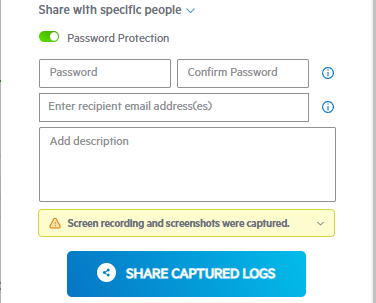 Share with specific people
Password Protection
Password Confirm Password
Enter recipient email address(es)
Add description
Screen recording and screenshots were captured.
SHARE CAPTURED LOGS